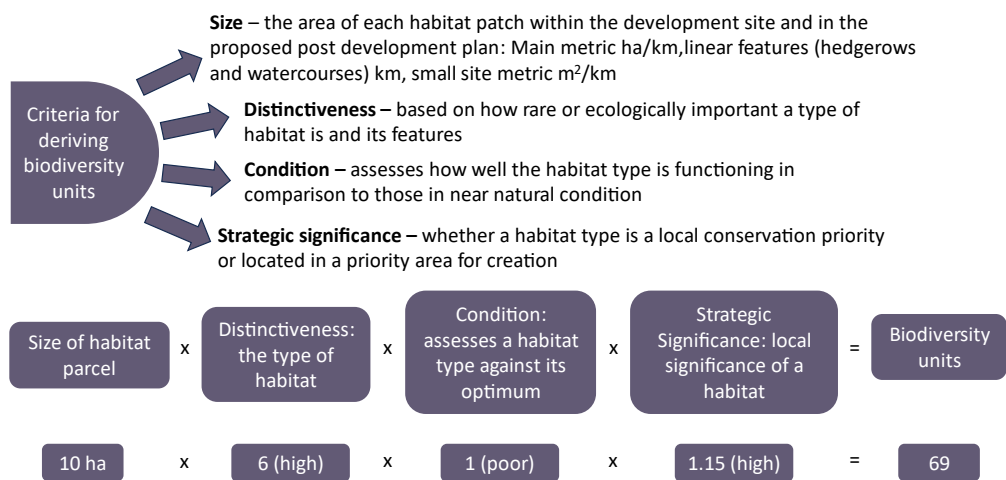 Size – the area of each habitat patch within the development site and in the
proposed post development plan: Main metric ha/km,linear features (hedgerows
and watercourses) km, small site metric m²/km
Criteria for
deriving
biodiversity
units
Distinctiveness – based on how rare or ecologically important a type of
habitat is and its features
Condition – assesses how well the habitat type is functioning in
comparison to those in near natural condition
Strategic significance – whether a habitat type is a local conservation priority
or located in a priority area for creation
Size of habitat
parcel
x
Distinctiveness:
the type of
habitat
x
Condition:
assesses a habitat
type against its
optimum
x
Strategic
Significance: local
significance of a
habitat
=
Biodiversity
units
10 ha x 6 (high) x 1 (poor) x 1.15 (high) = 69